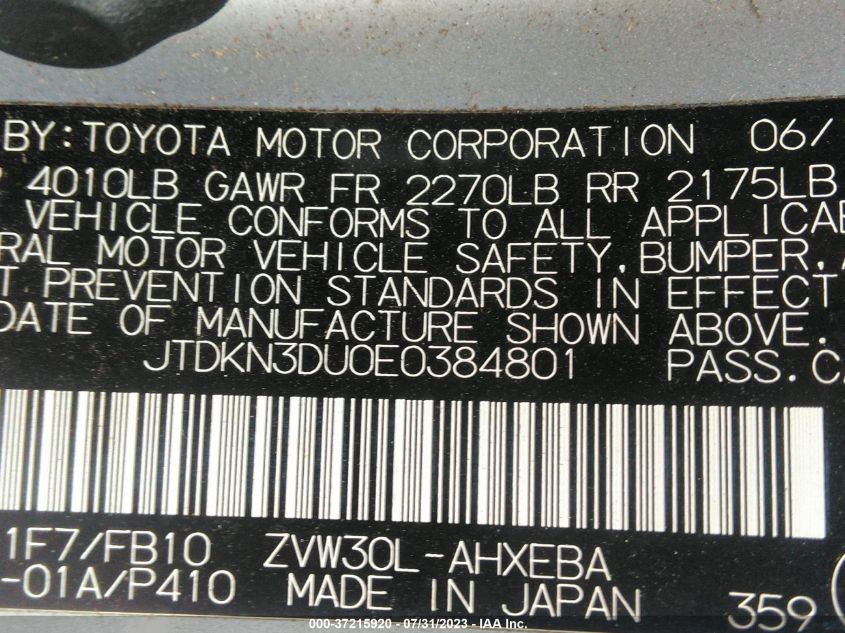 BY: TOYOTA MOTOR CORPORATION 06/
4010LB GAWR FR 2270LB RR 2175LB
VEHICLE CONFORMS TO ALL APPLICAB
RAL MOTOR VEHICLE SAFETY, BUMPER, A
T PREVENTION STANDARDS IN EFFECT
DATE OF MANUFACTURE SHOWN ABOVE.
JTDKN3DU0E0384801 PASS.CA
1F7/FB10 ZVW30L-AHXEBA
-01A/P410 MADE IN JAPAN 359
000-37215920 - 07/31/2023 - © IAA, Inc.